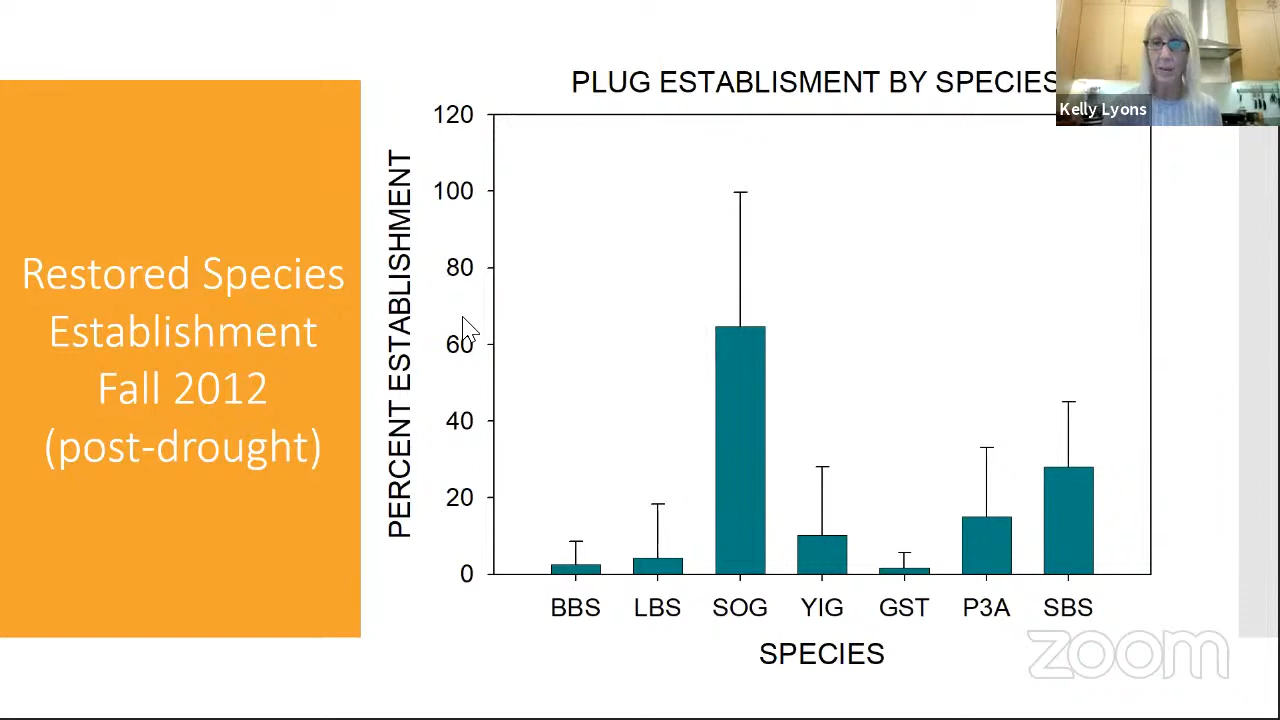 Restored Species
Establishment
Fall 2012
(post-drought)
PLUG ESTABLISMENT BY SPECIES
PERCENT ESTABLISHMENT
120
100
80
60
40
20
0
BBS LBS SOG YIG GST P3A SBS
SPECIES
Kelly Lyons
zoom